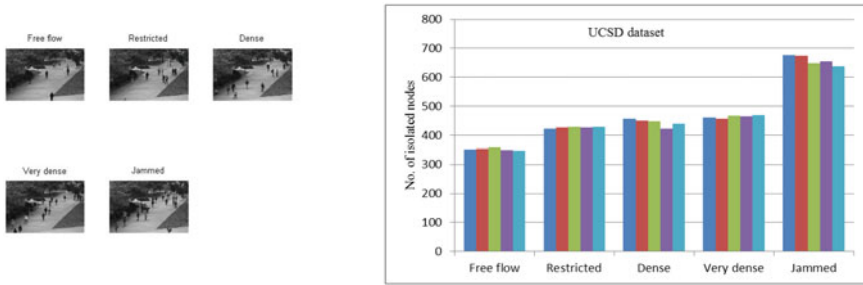 Free flow
Restricted
Dense
Very dense
Jammed
UCSD dataset
No. of isolated nodes
800
700
600
500
400
300
200
100
0
Free flow
Restricted
Dense
Very dense
Jammed